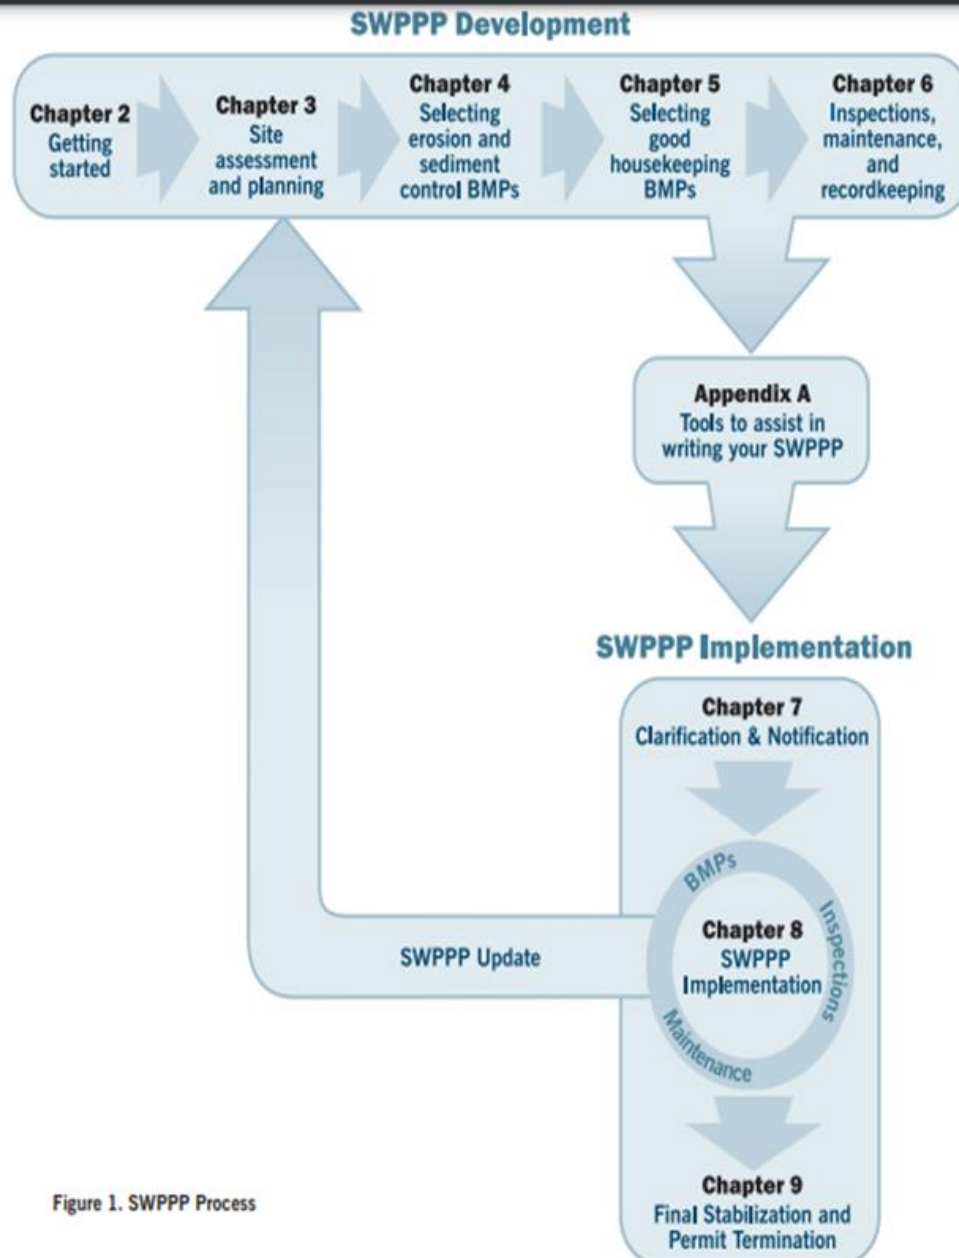 SWPPP Development
Chapter 2
Getting
started
Chapter 3
Site
assessment
and planning
Chapter 4
Selecting
erosion and
sediment
control BMPs
Chapter 5
Selecting
good
housekeeping
BMPs
Chapter 6
Inspections,
maintenance,
and
recordkeeping
Appendix A
Tools to assist in
writing your SWPPP
SWPPP Implementation
Chapter 7
Clarification & Notification
BMPs
Inspections
Maintenance
Chapter 8
SWPPP
Implementation
SWPPP Update
Chapter 9
Final Stabilization and
Permit Termination
Figure 1. SWPPP Process